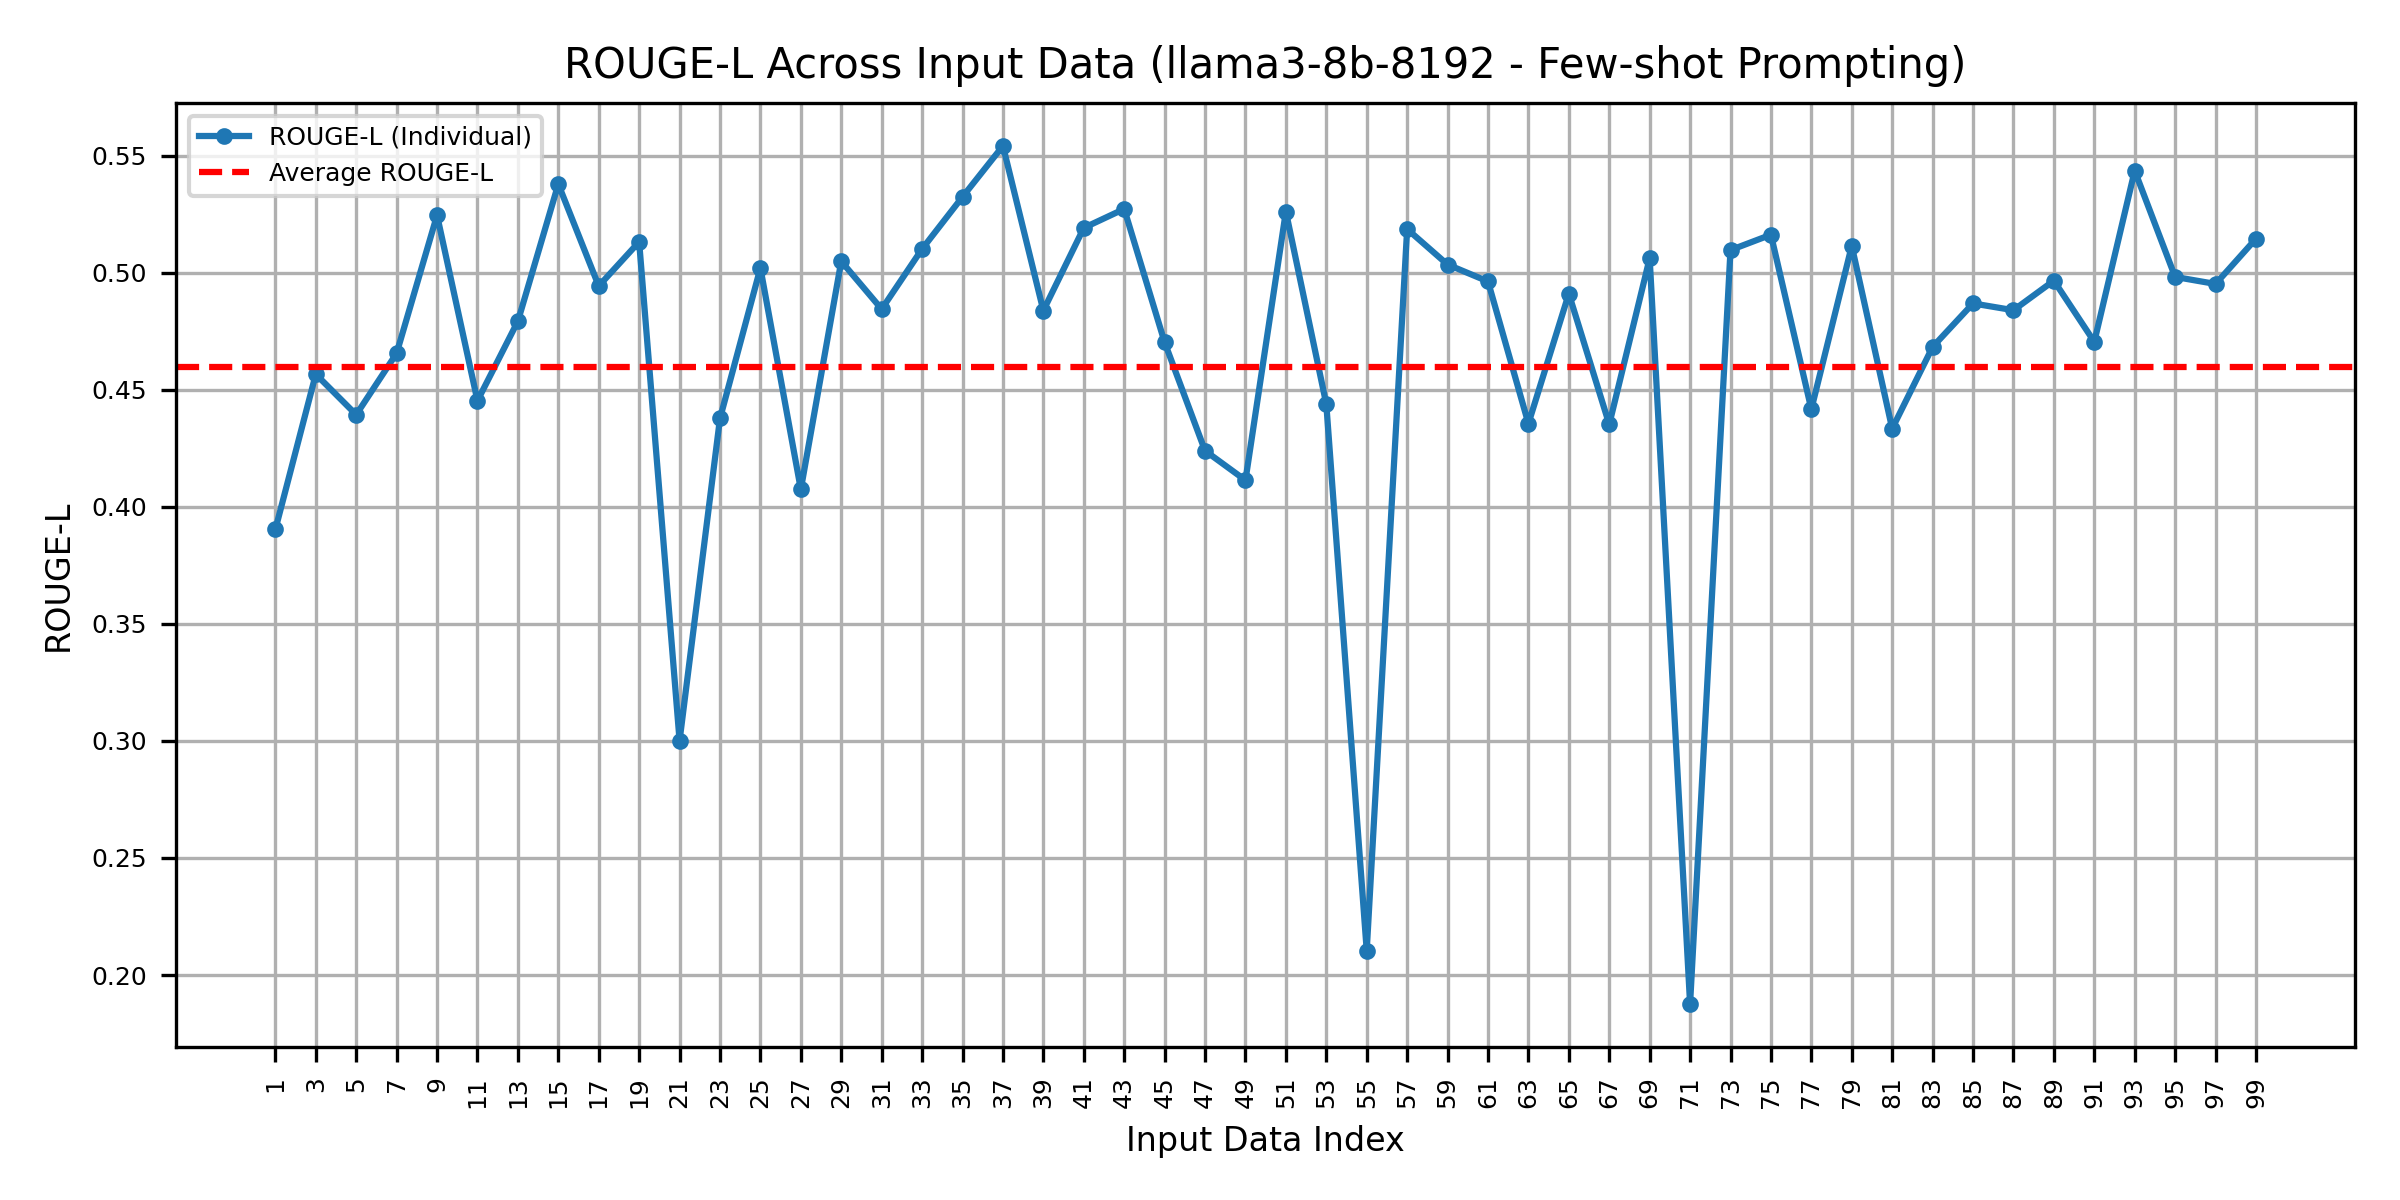 ROUGE-L Across Input Data (llama3-8b-8192 - Few-shot Prompting)
ROUGE-L (Individual)
Average ROUGE-L
ROUGE-L
0.55
0.50
0.45
0.40
0.35
0.30
0.25
0.20
1 3 5 7 9 11 13 15 17 19 21 23 25 27 29 31 33 35 37 39 41 43 45 47 49 51 53 55 57 59 61 63 65 67 69 71 73 75 77 79 81 83 85 87 89 91 93 95 97 99
Input Data Index